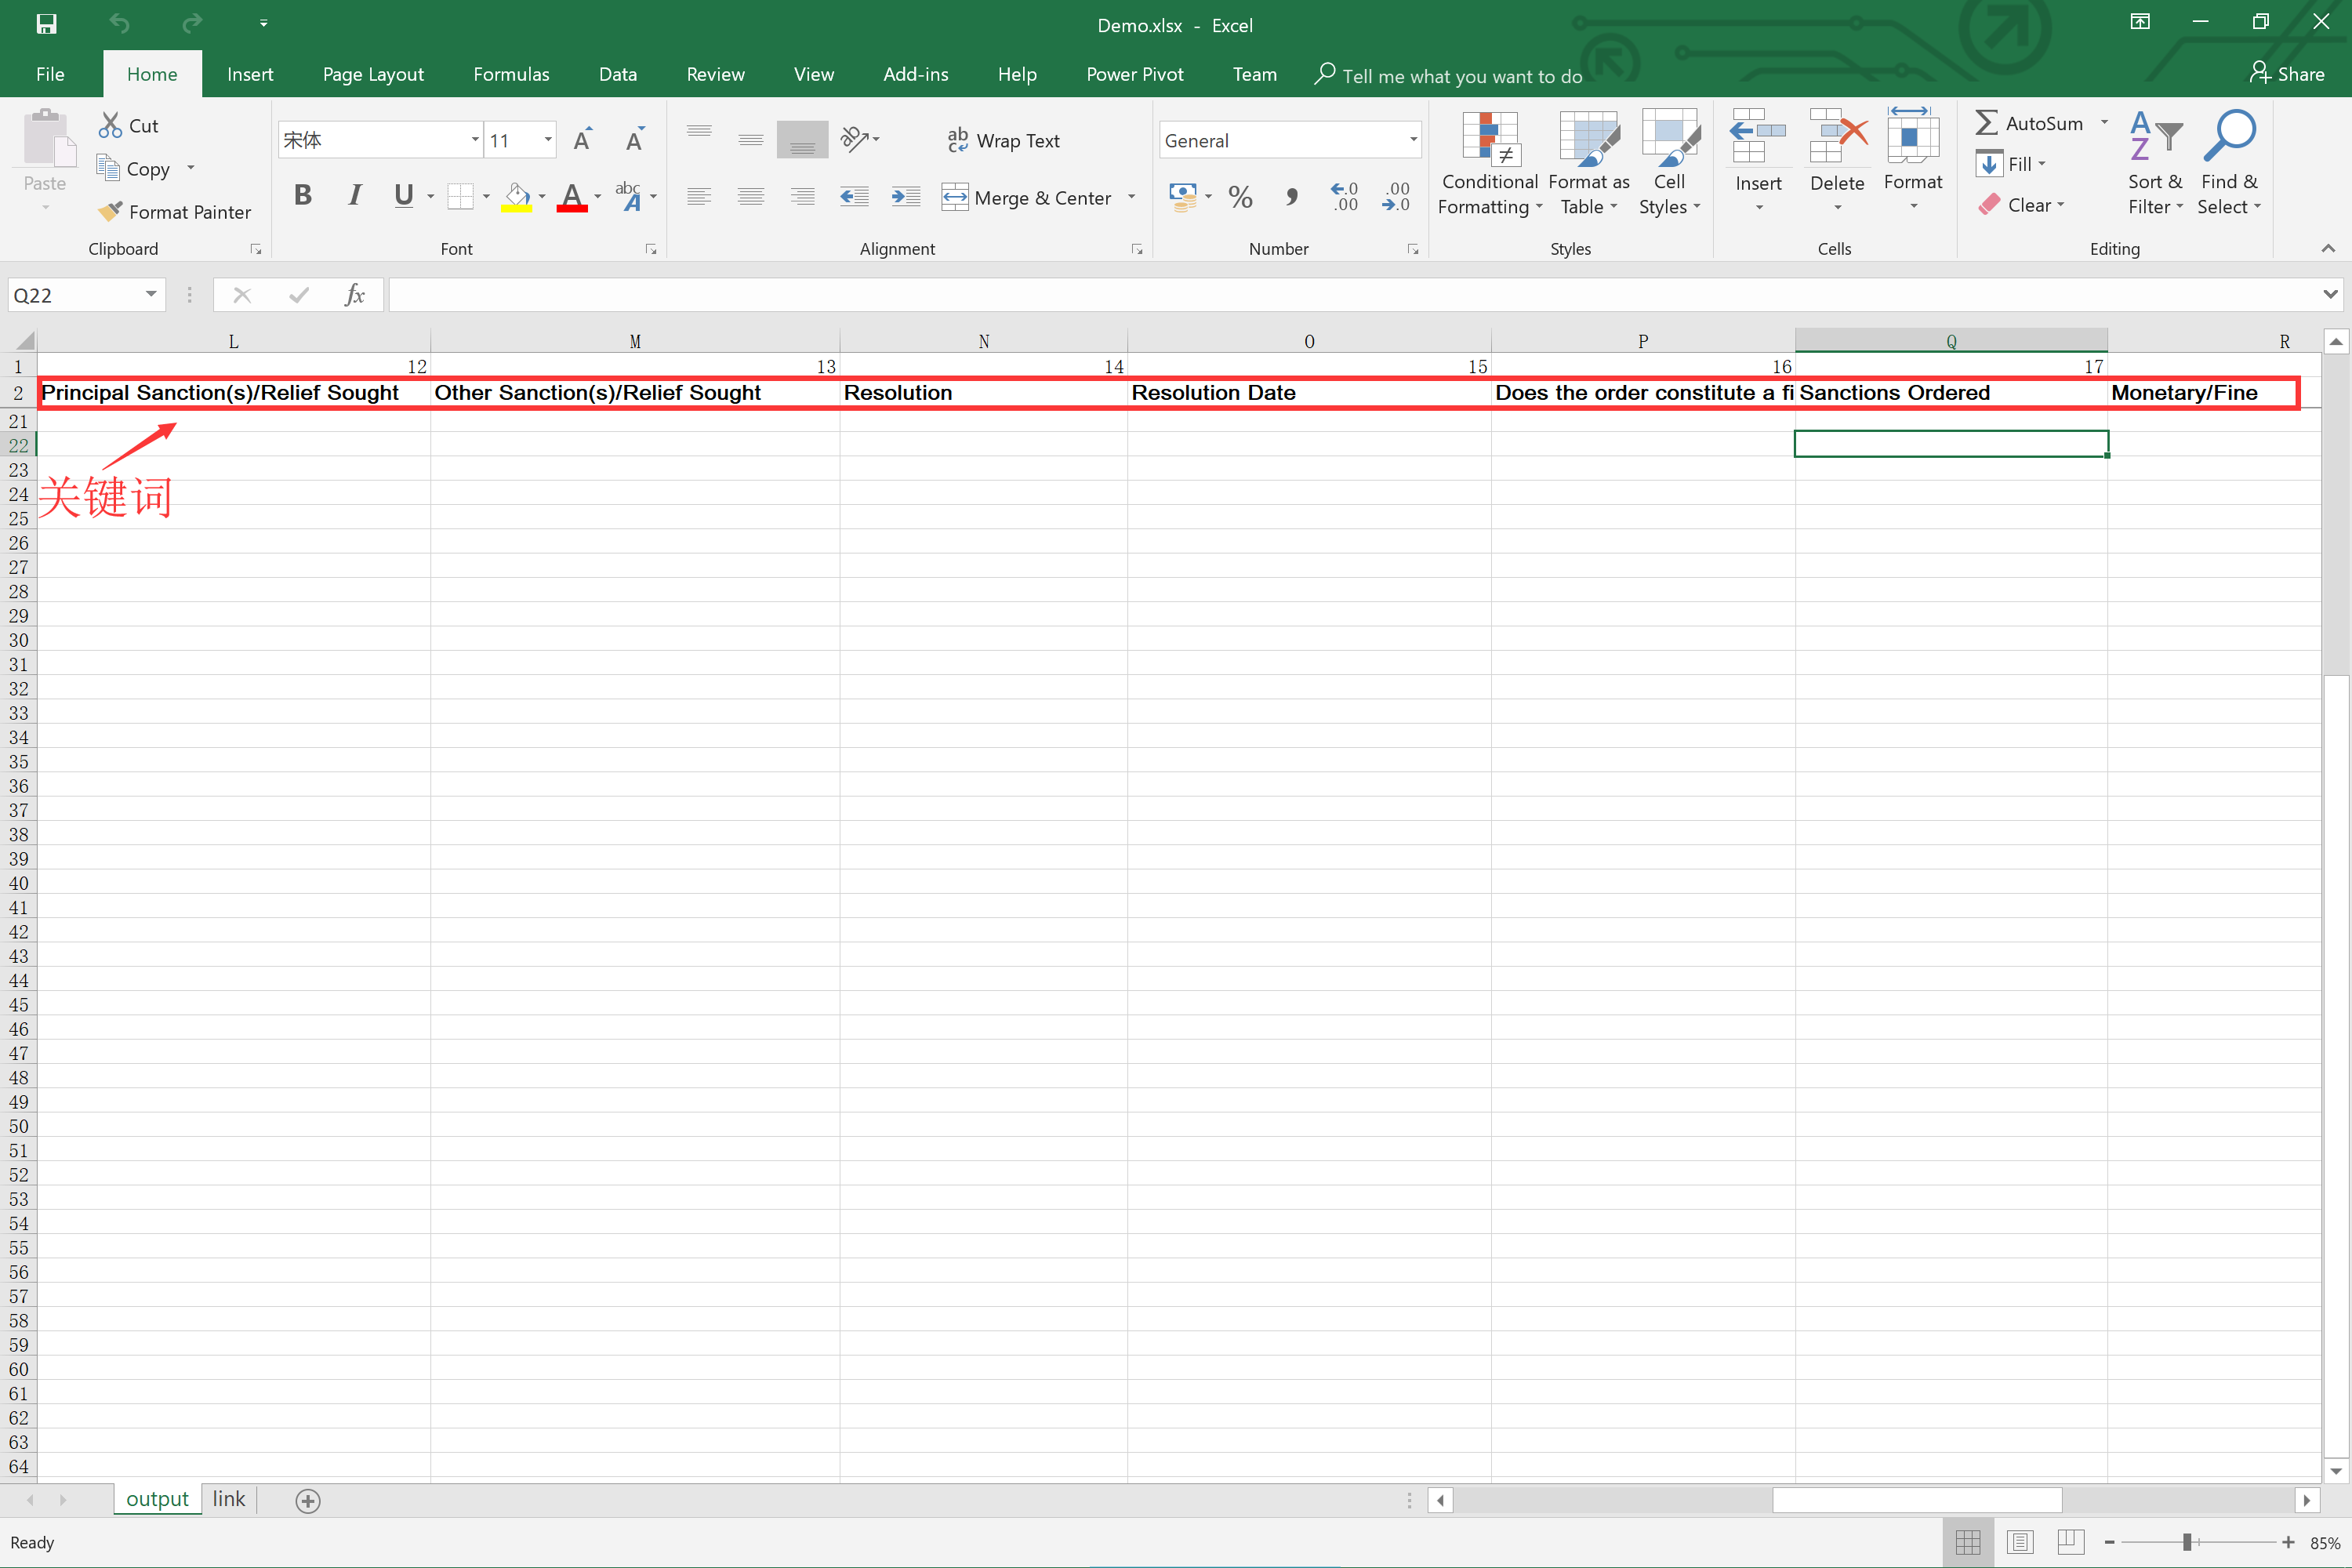 Demo.xlsx - Excel
File Home Insert Page Layout Formulas Data Review View Add-ins Help Power Pivot Team Tell me what you want to do Share
Paste
Cut
Copy
Format Painter
Clipboard
宋体 11
B I U
Font
Wrap Text
Merge & Center
Alignment
General
Number
Conditional Formatting
Format as Table
Cell Styles
Styles
Insert
Delete
Format
Cells
AutoSum
Fill
Clear
Sort & Filter
Find & Select
Editing
Q22
fx
L M N O P Q R
1 12 13 14 15 16 17
2 Principal Sanction(s)/Relief Sought Other Sanction(s)/Relief Sought Resolution Resolution Date Does the order constitute a fi Sanctions Ordered Monetary/Fine
21
22
23
关键词
24
25
26
27
28
29
30
31
32
33
34
35
36
37
38
39
40
41
42
43
44
45
46
47
48
49
50
51
52
53
54
55
56
57
58
59
60
61
62
63
64
output link
Ready
85%